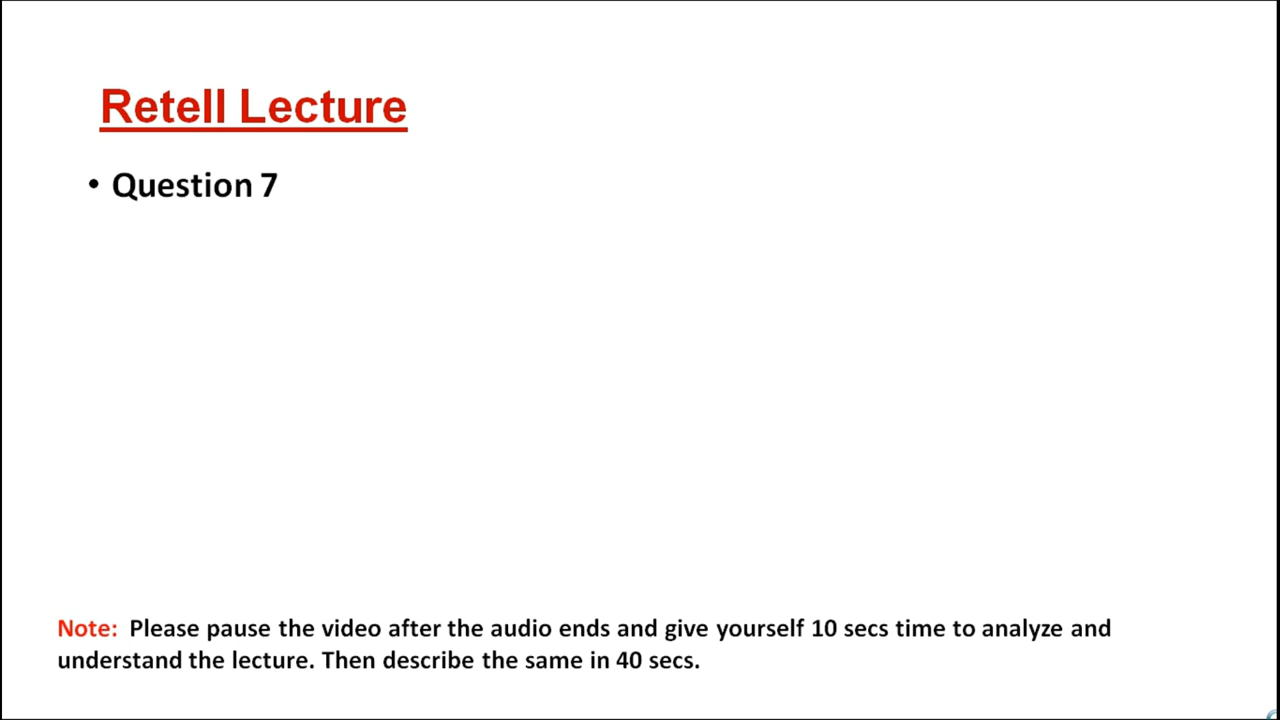 Retell Lecture
• Question 7
Note: Please pause the video after the audio ends and give yourself 10 secs time to analyze and
understand the lecture. Then describe the same in 40 secs.